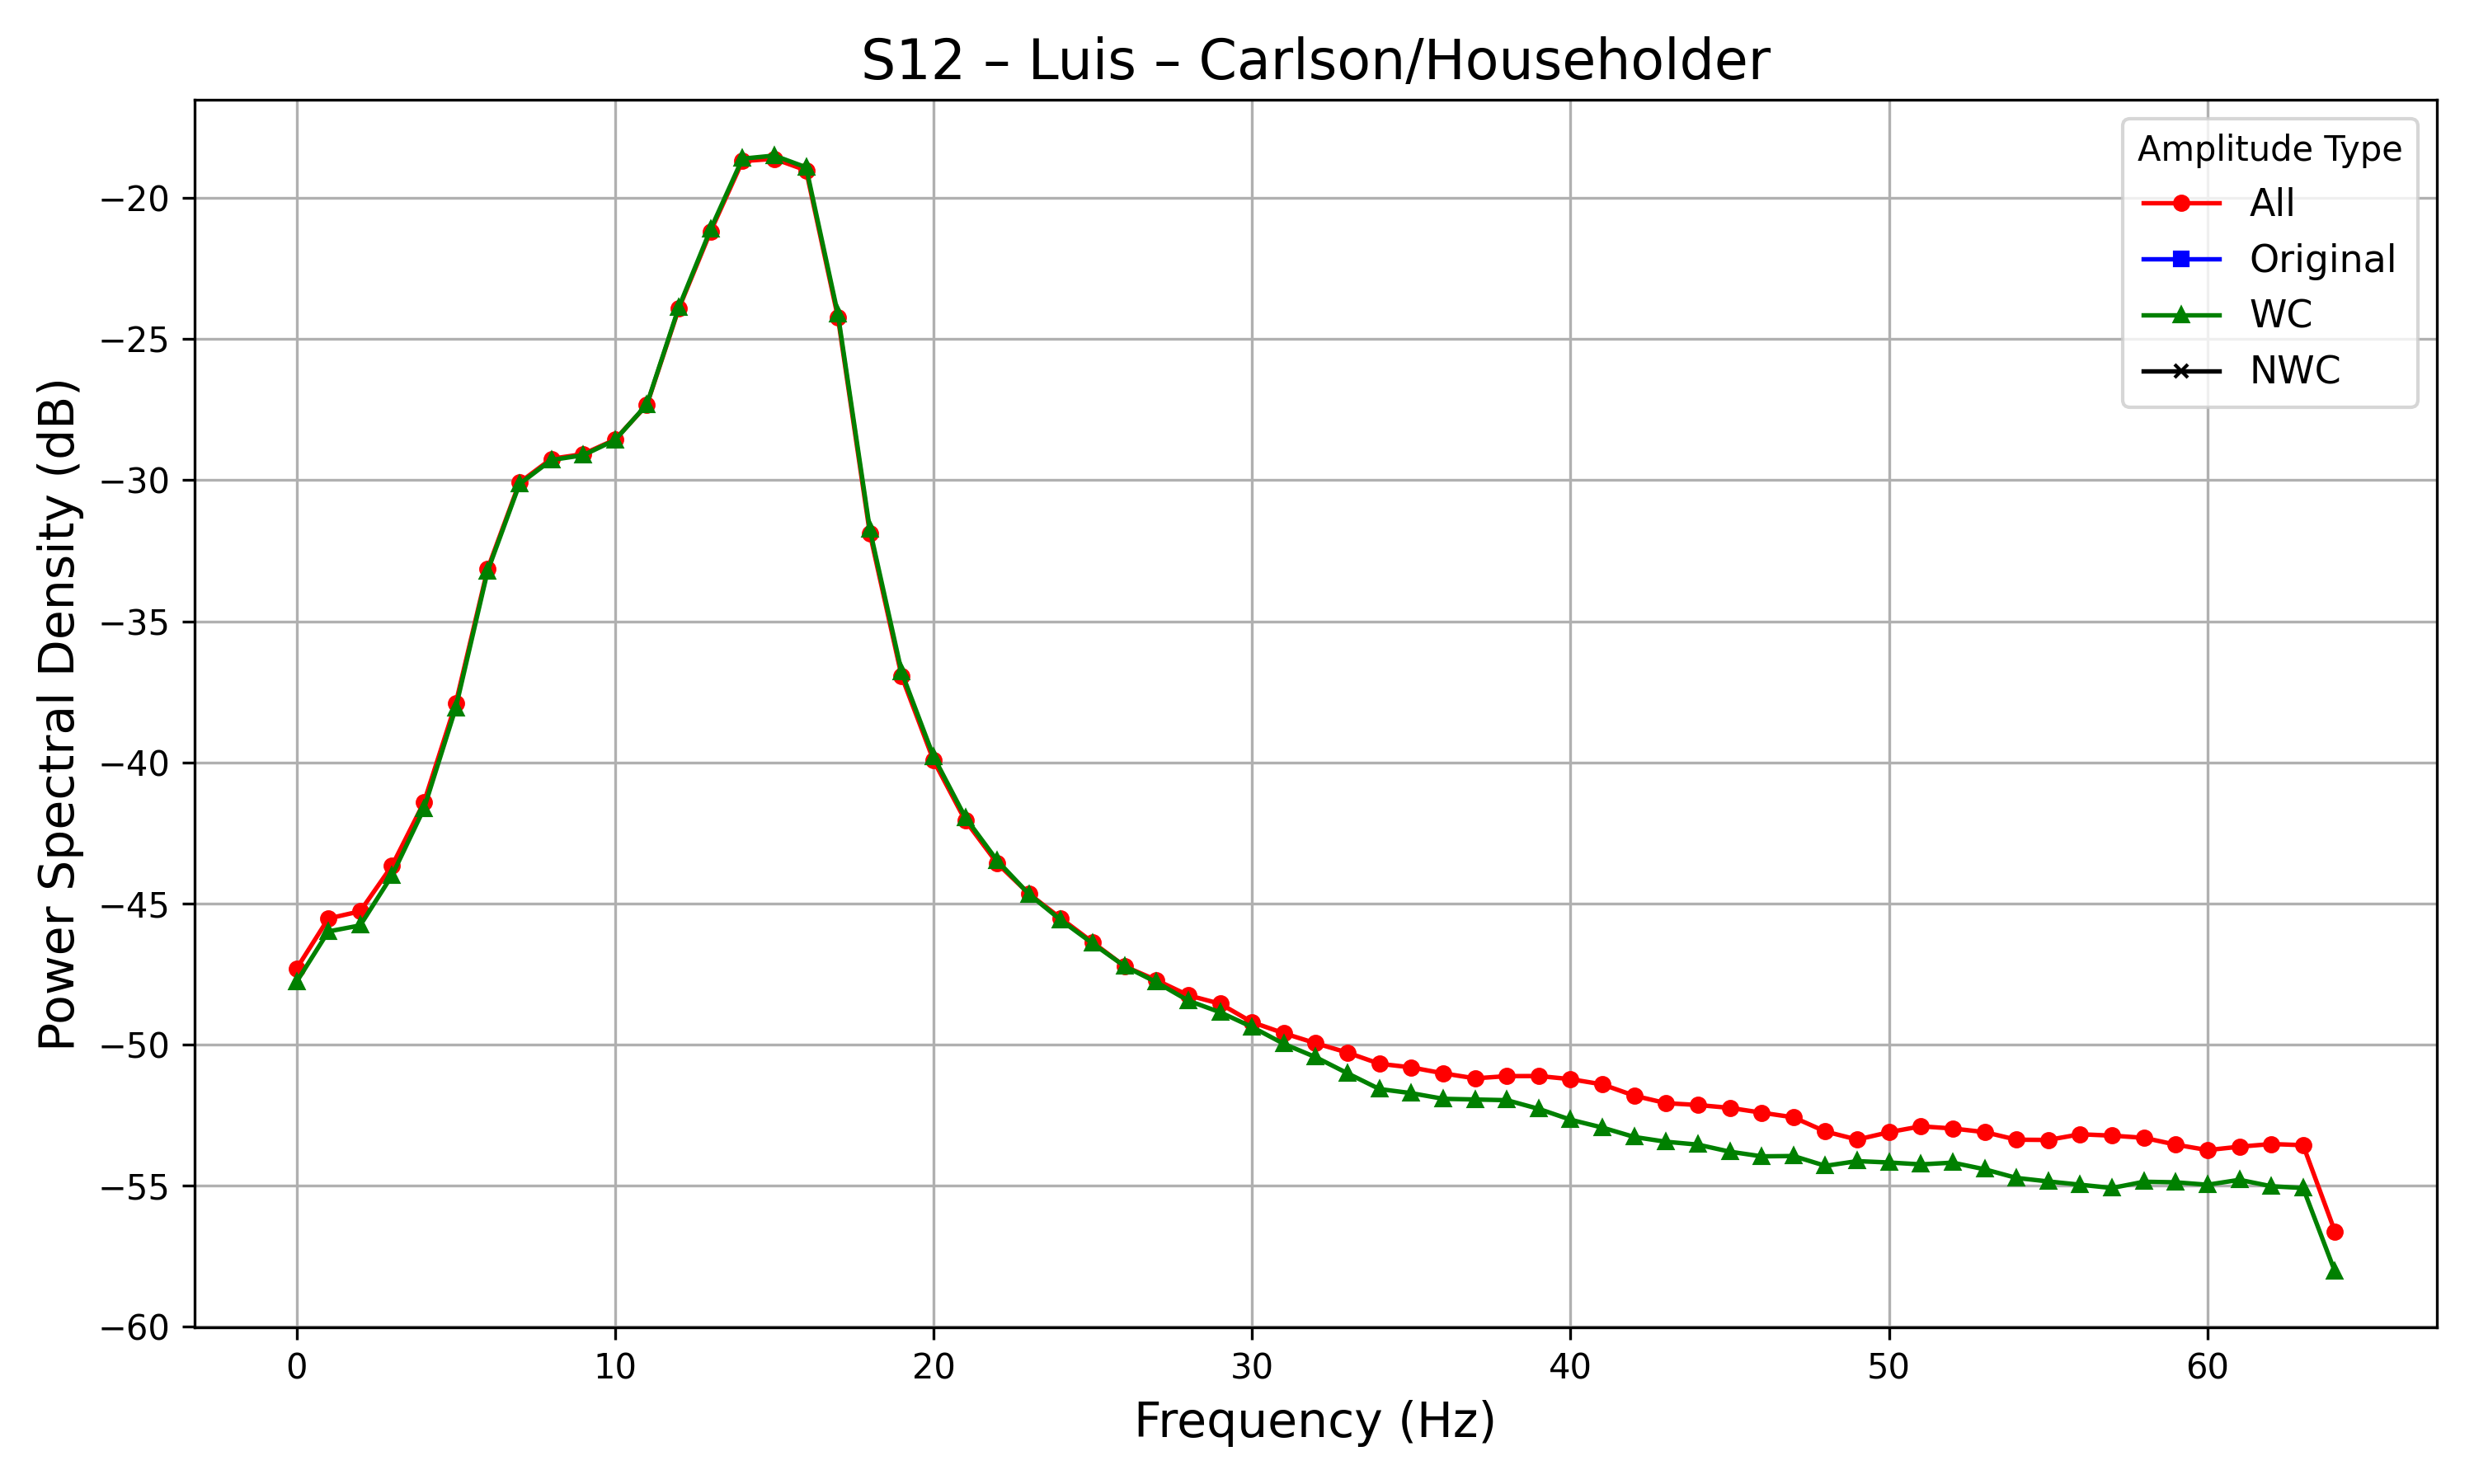 S12 – Luis – Carlson/Householder
Amplitude Type
All
Original
WC
NWC
Power Spectral Density (dB)
−20
−25
−30
−35
−40
−45
−50
−55
−60
0 10 20 30 40 50 60
Frequency (Hz)